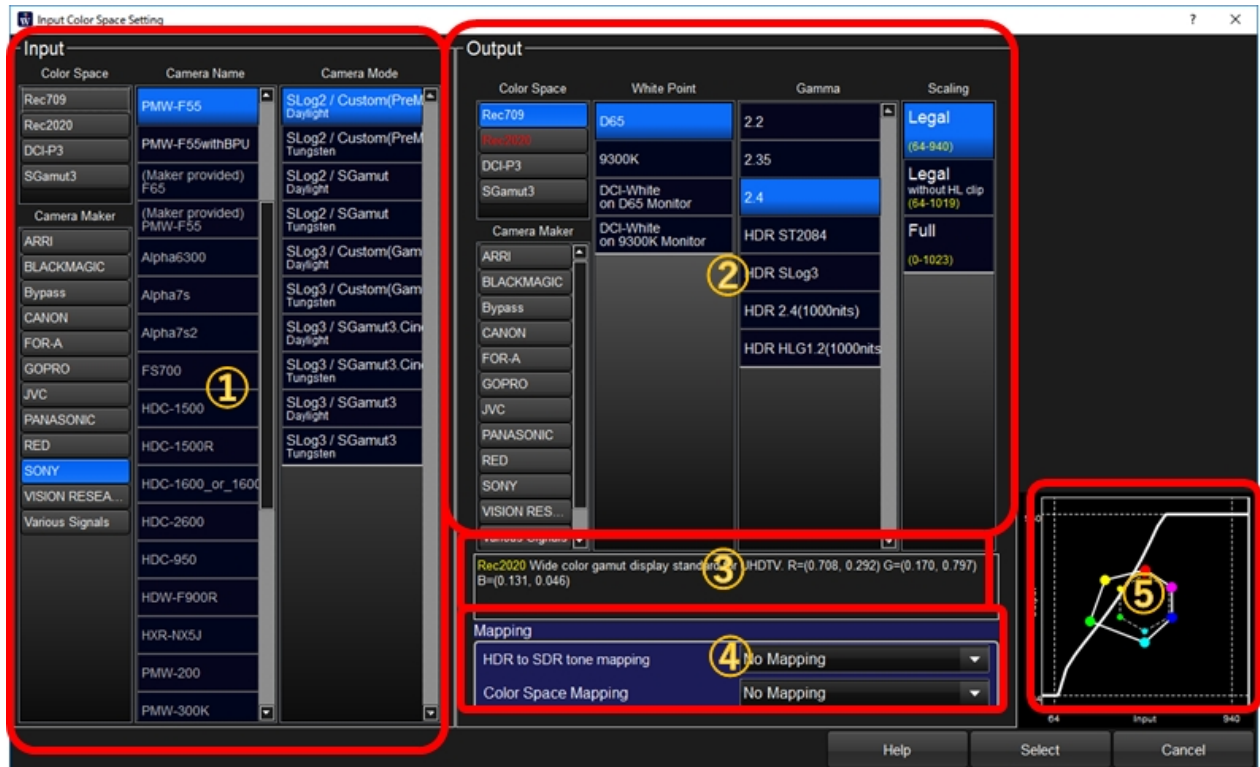 Input Color Space Setting
? ×
Input
Color Space
Rec709
Rec2020
DCI-P3
SGamut3
Camera Maker
ARRI
BLACKMAGIC
Bypass
CANON
FOR-A
GOPRO
JVC
PANASONIC
RED
SONY
VISION RESEA...
Various Signals
Camera Name
PMW-F55
PMW-F55withBPU
(Maker provided)
F65
(Maker provided)
PMW-F55
Alpha6300
Alpha7s
Alpha7s2
FS700
①
HDC-1500
HDC-1500R
HDC-1600_or_1600
HDC-2600
HDC-950
HDW-F900R
HXR-NX5J
PMW-200
PMW-300K
Camera Mode
SLog2 / Custom(PreM
Daylight
SLog2 / Custom(PreM
Tungsten
SLog2 / SGamut
Daylight
SLog2 / SGamut
Tungsten
SLog3 / Custom(Gam
Daylight
SLog3 / Custom(Gam
Tungsten
SLog3 / SGamut3.Cin
Daylight
SLog3 / SGamut3.Cin
Tungsten
SLog3 / SGamut3
Daylight
SLog3 / SGamut3
Tungsten
Output
Color Space
Rec709
Rec2020
DCI-P3
SGamut3
Camera Maker
ARRI
BLACKMAGIC
Bypass
CANON
FOR-A
GOPRO
JVC
PANASONIC
RED
SONY
VISION RES...
Various Signals
White Point
D65
9300K
DCI-White
on D65 Monitor
DCI-White
on 9300K Monitor
②
Gamma
2.2
2.35
2.4
HDR ST2084
HDR SLog3
HDR 2.4(1000nits)
HDR HLG1.2(1000nits
Scaling
Legal
(64-940)
Legal
without HL clip
(64-1019)
Full
(0-1023)
Rec2020 Wide color gamut display standard UHDTV. R=(0.708, 0.292) G=(0.170, 0.797)
B=(0.131, 0.046)
③
Mapping
HDR to SDR tone mapping No Mapping
④
Color Space Mapping No Mapping
⑤
64 Input 940
Help Select Cancel